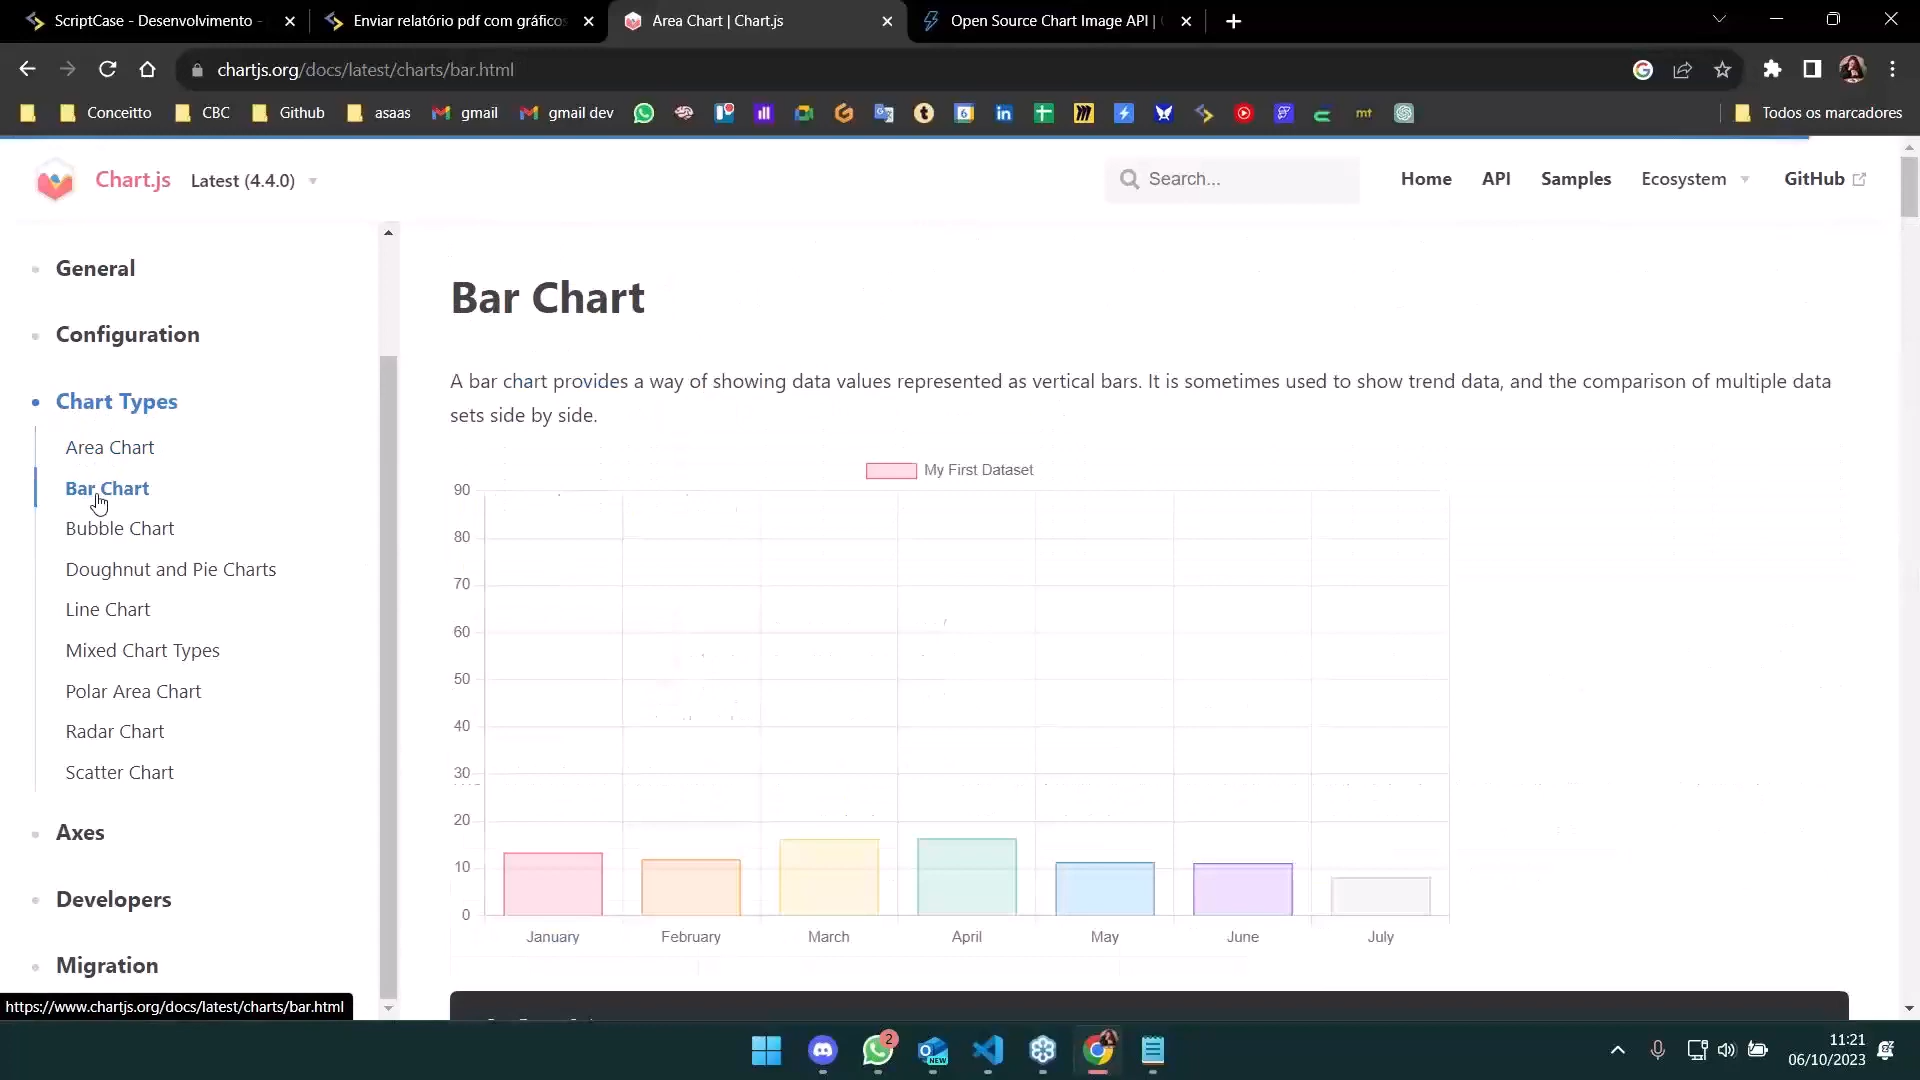 ScriptCase - Desenvolvimento -
Enviar relatório pdf com gráficos
Area Chart | Chart.js
Open Source Chart Image API |
chartjs.org/docs/latest/charts/bar.html
Conceitto
CBC
Github
asaas
gmail
gmail dev
Todos os marcadores
Chart.js
Latest (4.4.0)
Search...
Home
API
Samples
Ecosystem
GitHub
General
Configuration
Chart Types
Area Chart
Bar Chart
Bubble Chart
Doughnut and Pie Charts
Line Chart
Mixed Chart Types
Polar Area Chart
Radar Chart
Scatter Chart
Axes
Developers
Migration
https://www.chartjs.org/docs/latest/charts/bar.html
Bar Chart
A bar chart provides a way of showing data values represented as vertical bars. It is sometimes used to show trend data, and the comparison of multiple data
sets side by side.
My First Dataset
90
80
70
60
50
40
30
20
10
0
January February March April May June July
2
NEW
11:21
06/10/2023